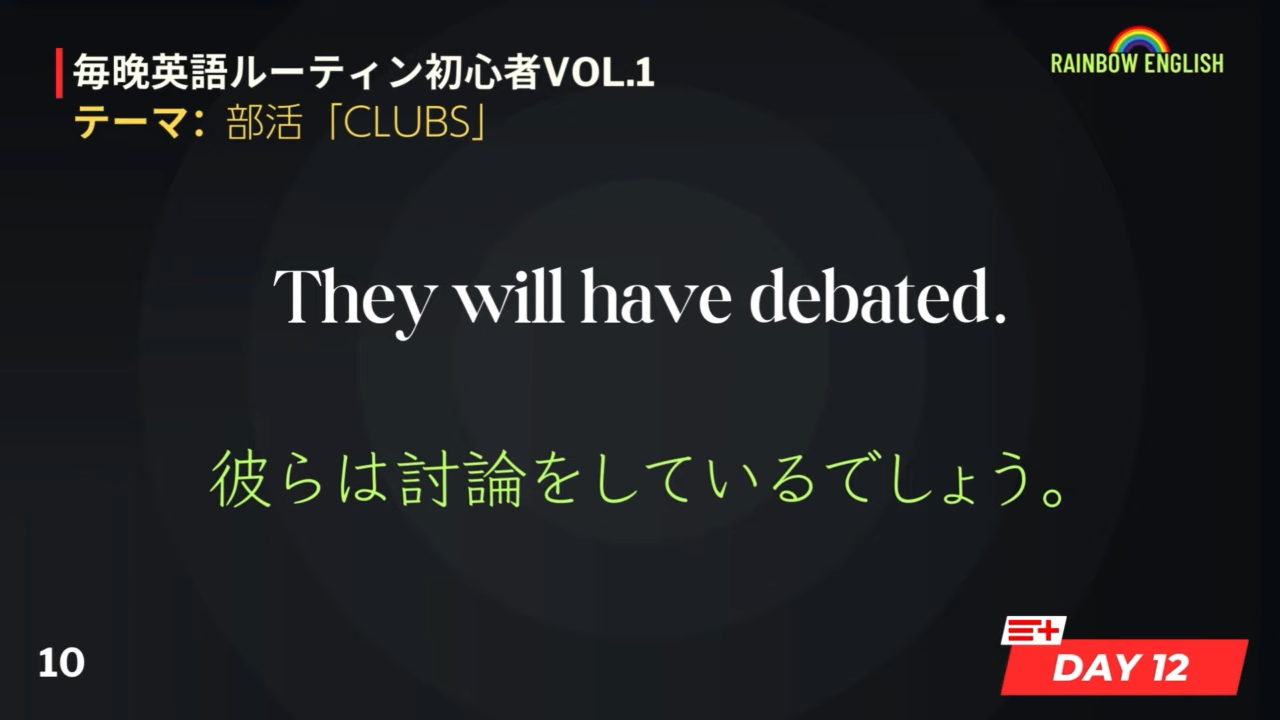 毎晩英語ルーティン初心者VOL.1
テーマ：部活「CLUBS」
RAINBOW ENGLISH
They will have debated.
彼らは討論をしているでしょう。
10
DAY 12